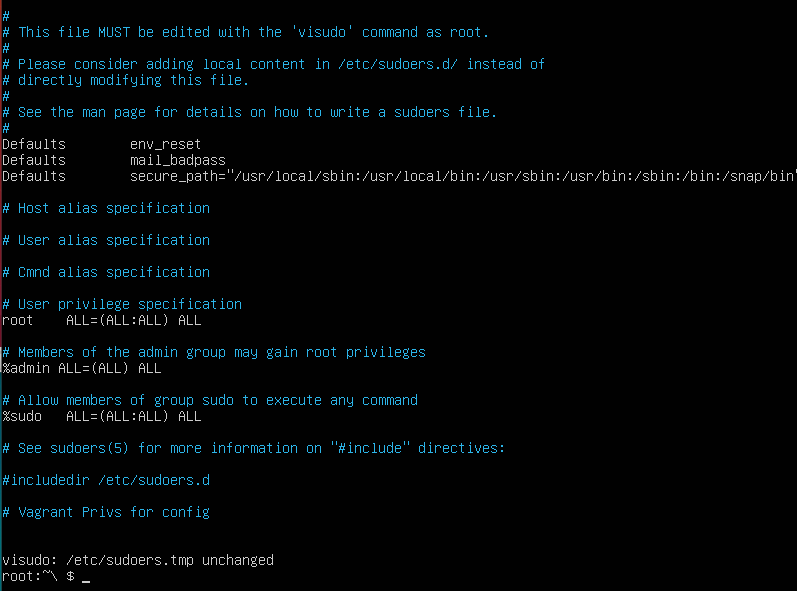 #
# This file MUST be edited with the 'visudo' command as root.
#
# Please consider adding local content in /etc/sudoers.d/ instead of
# directly modifying this file.
#
# See the man page for details on how to write a sudoers file.
#
Defaults        env_reset
Defaults        mail_badpass
Defaults        secure_path="/usr/local/sbin:/usr/local/bin:/usr/sbin:/usr/bin:/sbin:/bin:/snap/bin"
# Host alias specification
# User alias specification
# Cmnd alias specification
# User privilege specification
root    ALL=(ALL:ALL) ALL
# Members of the admin group may gain root privileges
%admin ALL=(ALL) ALL
# Allow members of group sudo to execute any command
%sudo   ALL=(ALL:ALL) ALL
# See sudoers(5) for more information on "#include" directives:
#includedir /etc/sudoers.d
# Vagrant Privs for config
visudo: /etc/sudoers.tmp unchanged
root:~\ $ _